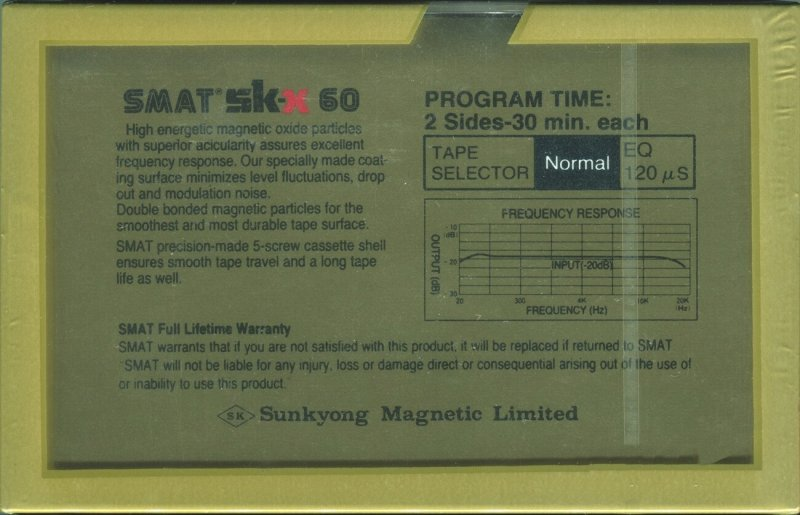 SMAT® sk-x 60
High energetic magnetic oxide particles
with superior acicularity assures excellent
frequency response. Our specially made coat-
ing surface minimizes level fluctuations, drop
out and modulation noise.
Double bonded magnetic particles for the
smoothest and most durable tape surface.
SMAT precision-made 5-screw cassette shell
ensures smooth tape travel and a long tape
life as well.
PROGRAM TIME:
2 Sides-30 min. each
TAPE
SELECTOR
Normal
EQ
120 μS
FREQUENCY RESPONSE
OUTPUT (dB)
-10
(dB)
-20
30
INPUT(-20dB)
20 300 4K 10K 20K
(Hz)
FREQUENCY (Hz)
SMAT Full Lifetime Warranty
SMAT warrants that if you are not satisfied with this product, it will be replaced if returned to SMAT
SMAT will not be liable for any injury, loss or damage direct or consequential arising out of the use of
or inability to use this product.
SK Sunkyong Magnetic Limited